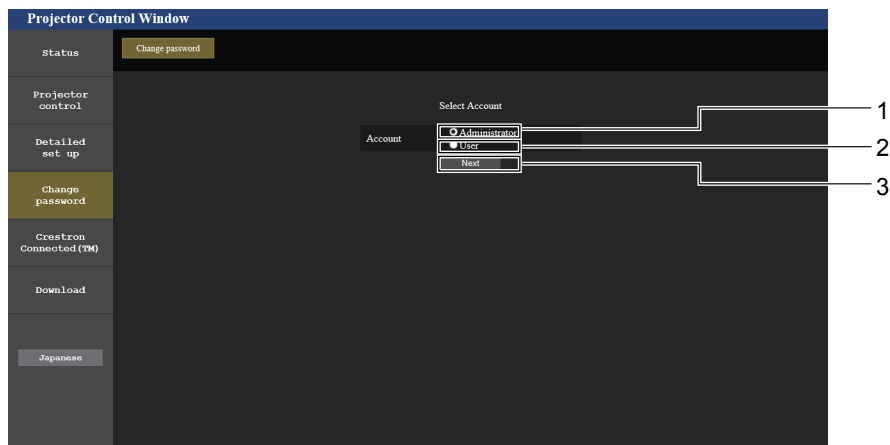 Projector Control Window
Status
Change password
Projector
control
Select Account
1
Account
Administrator
User
2
Next
3
Detailed
set up
Change
password
Crestron
Connected(TM)
Download
Japanese